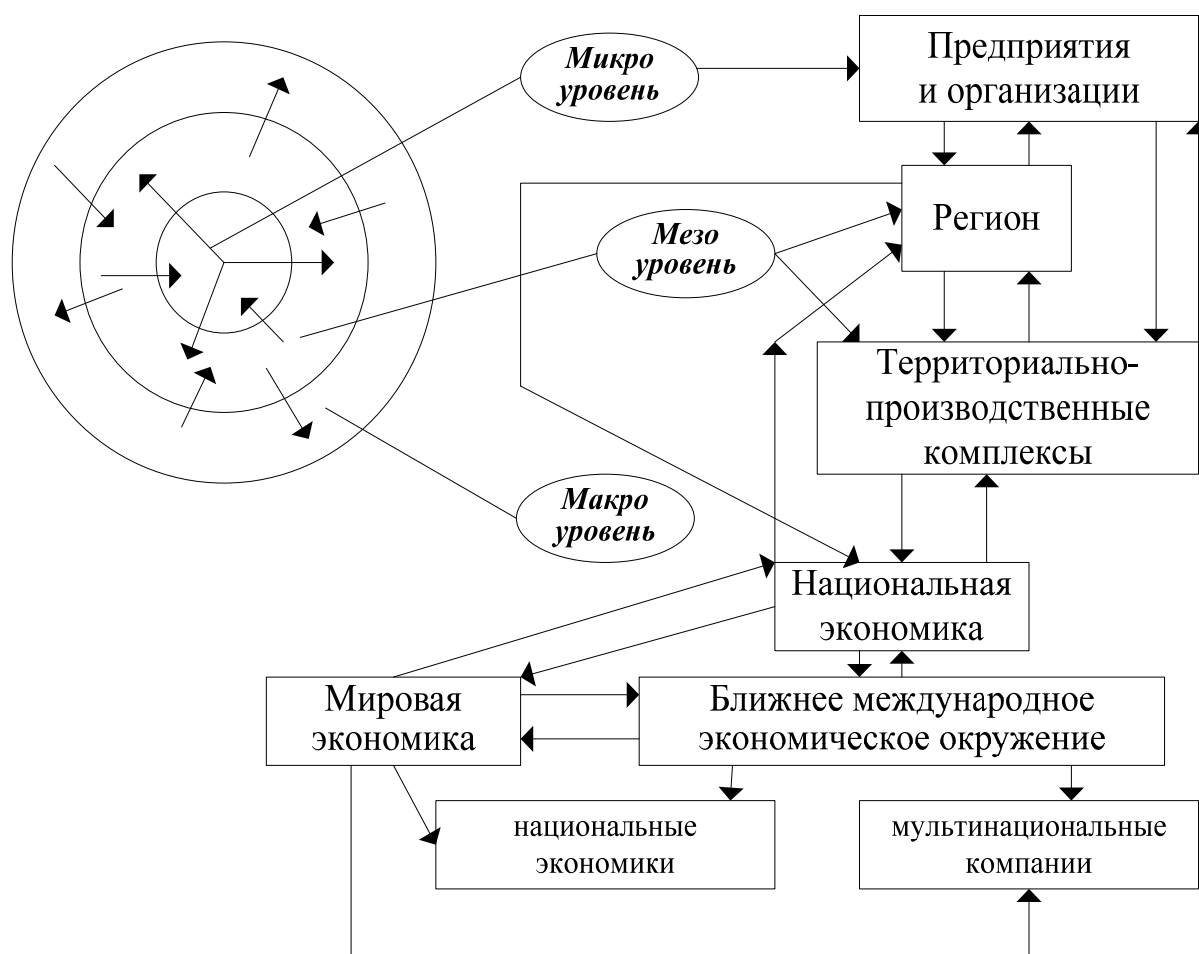 Микро
уровень
Предприятия
и организации
Регион
Мезо
уровень
Территориально-
производственные
комплексы
Макро
уровень
Национальная
экономика
Мировая
экономика
Ближнее международное
экономическое окружение
национальные
экономики
мультинациональные
компании